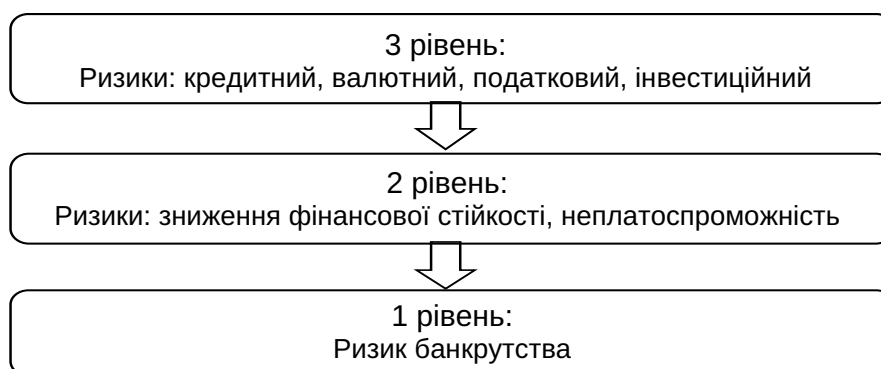 3 рівень:
Ризики: кредитний, валютний, податковий, інвестиційний
2 рівень:
Ризики: зниження фінансової стійкості, неплатоспроможність
1 рівень:
Ризик банкрутства